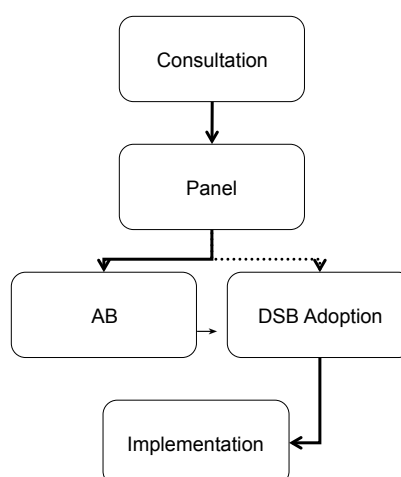 Consultation
Panel
AB
DSB Adoption
Implementation